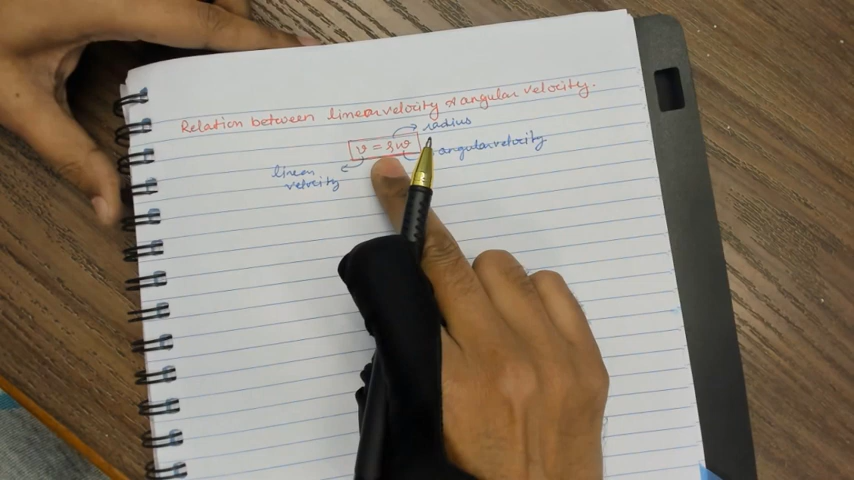 Relation between linear velocity & angular velocity.
radius
v = rω
angular velocity
linear
velocity